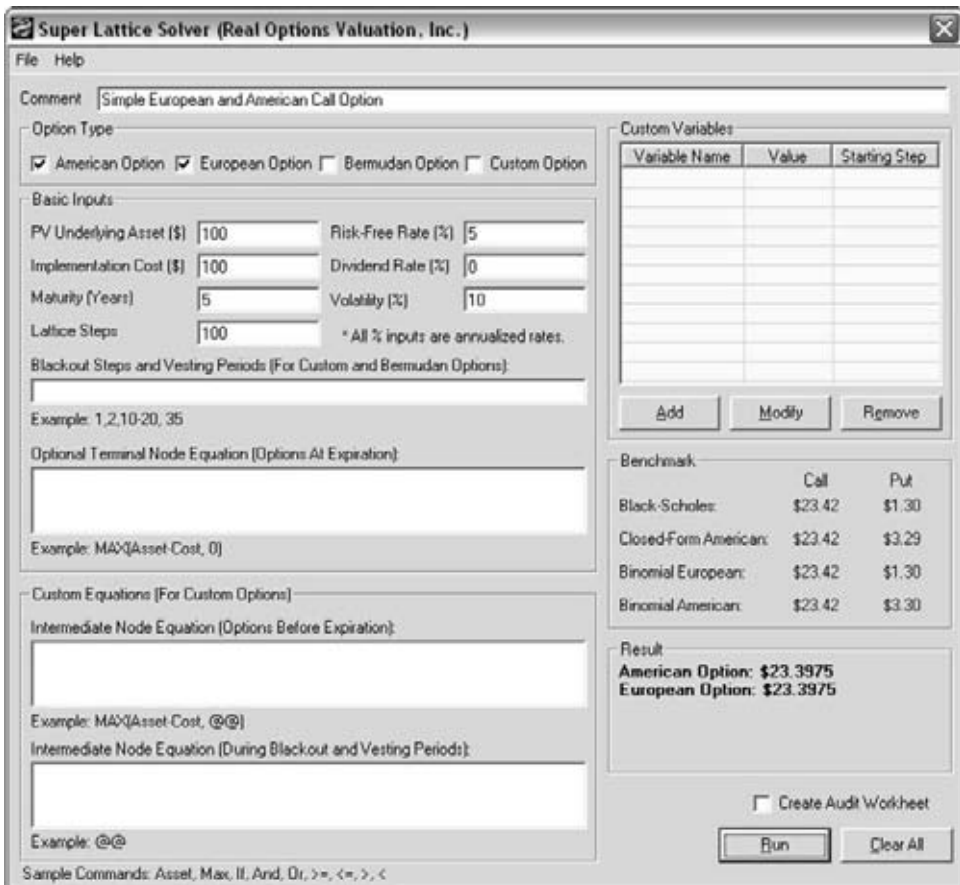 Super Lattice Solver (Real Options Valuation, Inc.)
File Help
Comment Simple European and American Call Option
Option Type
American Option European Option Bermudan Option Custom Option
Basic Inputs
PV Underlying Asset ($) 100 Risk-Free Rate (%) 5
Implementation Cost ($) 100 Dividend Rate (%) 0
Maturity (Years) 5 Volatility (%) 10
Lattice Steps 100 * All % inputs are annualized rates.
Blackout Steps and Vesting Periods (For Custom and Bermudan Options):
Example: 1,2,10-20, 35
Optional Terminal Node Equation (Options At Expiration):
Example: MAX(Asset-Cost, 0)
Custom Equations (For Custom Options)
Intermediate Node Equation (Options Before Expiration):
Example: MAX(Asset-Cost, @@)
Intermediate Node Equation (During Blackout and Vesting Periods):
Example: @@
Sample Commands: Asset, Max, If, And, Or, >=, <=, >, <
Custom Variables
Variable Name Value Starting Step
Add Modify Remove
Benchmark
Call Put
Black-Scholes: $23.42 $1.30
Closed-Form American: $23.42 $3.29
Binomial European: $23.42 $1.30
Binomial American: $23.42 $3.30
Result
American Option: $23.3975
European Option: $23.3975
Create Audit Workheet
Run Clear All